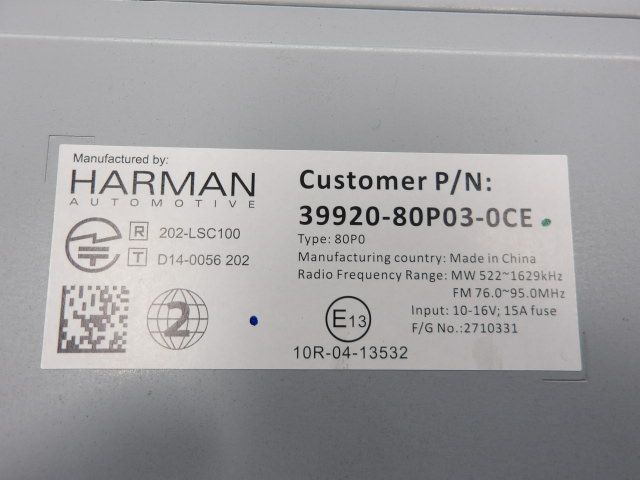 Manufactured by:
HARMAN
AUTOMOTIVE
R 202-LSC100
T D14-0056 202
2
Customer P/N:
39920-80P03-0CE
Type: 80P0
Manufacturing country: Made in China
Radio Frequency Range: MW 522~1629kHz
FM 76.0~95.0MHz
Input: 10-16V; 15A fuse
F/G No.:2710331
E13
10R-04-13532